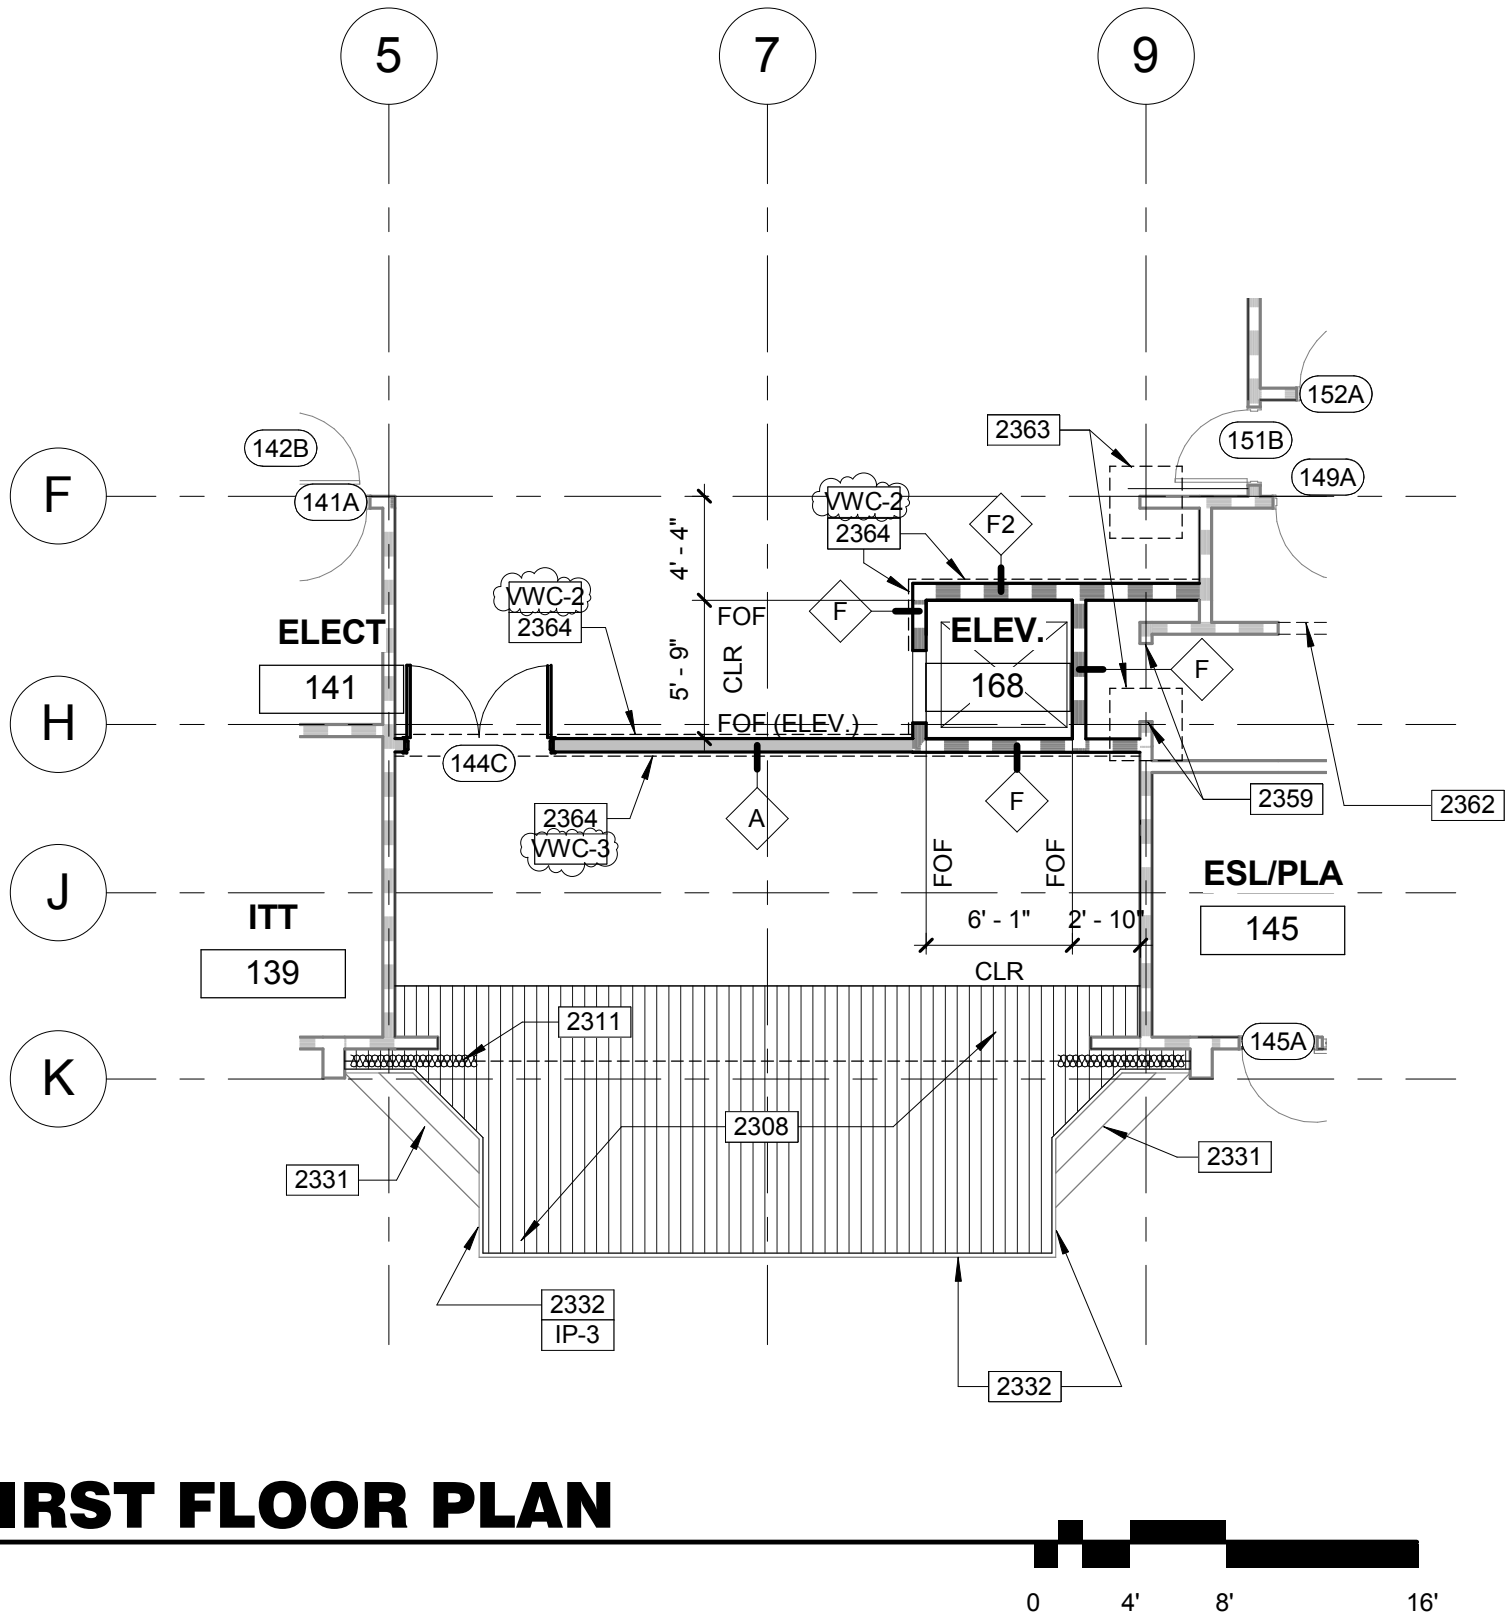 5
7
9
152A
2363
151B
142B
149A
F
141A
VWC-2
2364
F2
4' - 4"
VWC-2
2364
F
FOF
ELEV.
ELECT
5' - 9"
CLR
F
141
168
H
FOF (ELEV.)
144C
2359
2362
2364
A
F
VWC-3
FOF
FOF
ESL/PLA
J
ITT
6' - 1"
2' - 10"
145
139
CLR
2311
145A
K
2308
2331
2331
2332
IP-3
2332
IRST FLOOR PLAN
0
4'
8'
16'